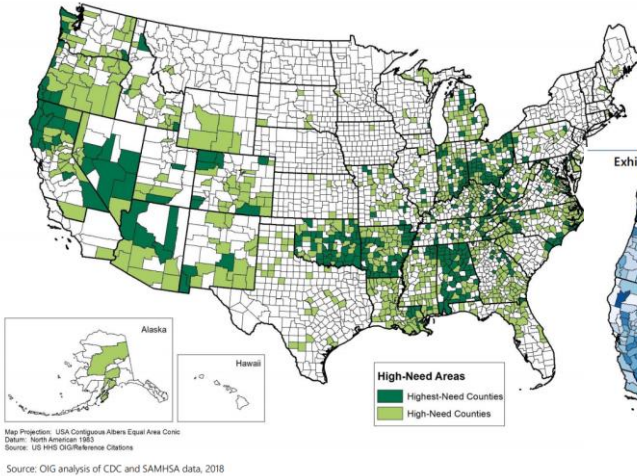 Exhi
Alaska
Hawaii
High-Need Areas
Highest-Need Counties
High-Need Counties
Map Projection: USA Contiguous Albers Equal Area Conic
Datum: North American 1983
Source: US HHS OIG/Reference Citations
Source: OIG analysis of CDC and SAMHSA data, 2018